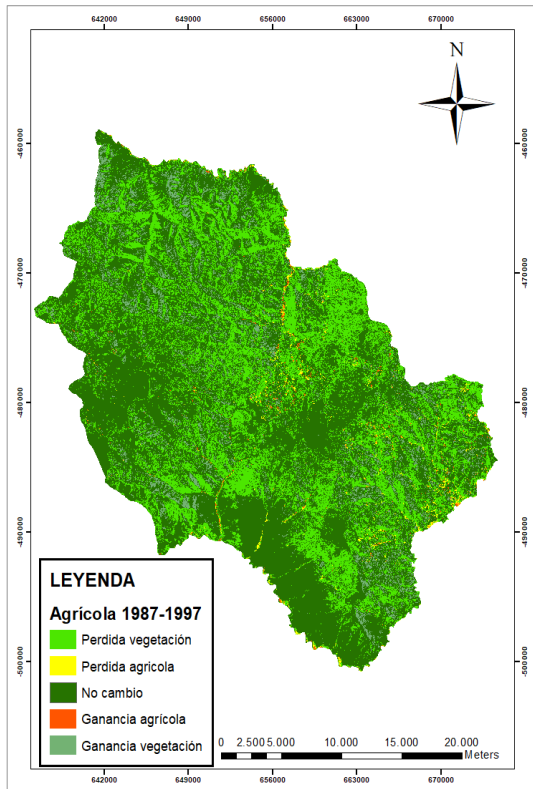 642000 649000 656000 663000 670000
N
-460000 -460000
-470000 -470000
-480000 -480000
-490000 -490000
-500000 -500000
LEYENDA
Agrícola 1987-1997
Perdida vegetación
Perdida agrícola
No cambio
Ganancia agrícola
Ganancia vegetación
0 2.500 5.000 10.000 15.000 20.000
Meters
642000 649000 656000 663000 670000